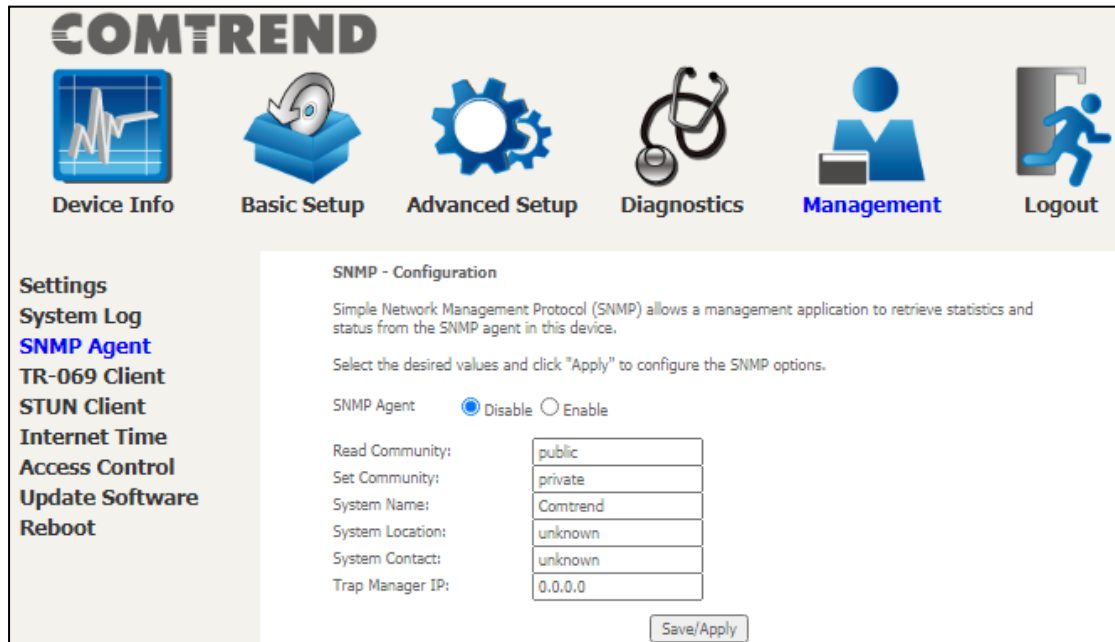 COMTREND
Device Info
Basic Setup
Advanced Setup
Diagnostics
Management
Logout
Settings
System Log
SNMP Agent
TR-069 Client
STUN Client
Internet Time
Access Control
Update Software
Reboot
SNMP - Configuration
Simple Network Management Protocol (SNMP) allows a management application to retrieve statistics and
status from the SNMP agent in this device.
Select the desired values and click "Apply" to configure the SNMP options.
SNMP Agent Disable Enable
Read Community: public
Set Community: private
System Name: Comtrend
System Location: unknown
System Contact: unknown
Trap Manager IP: 0.0.0.0
Save/Apply